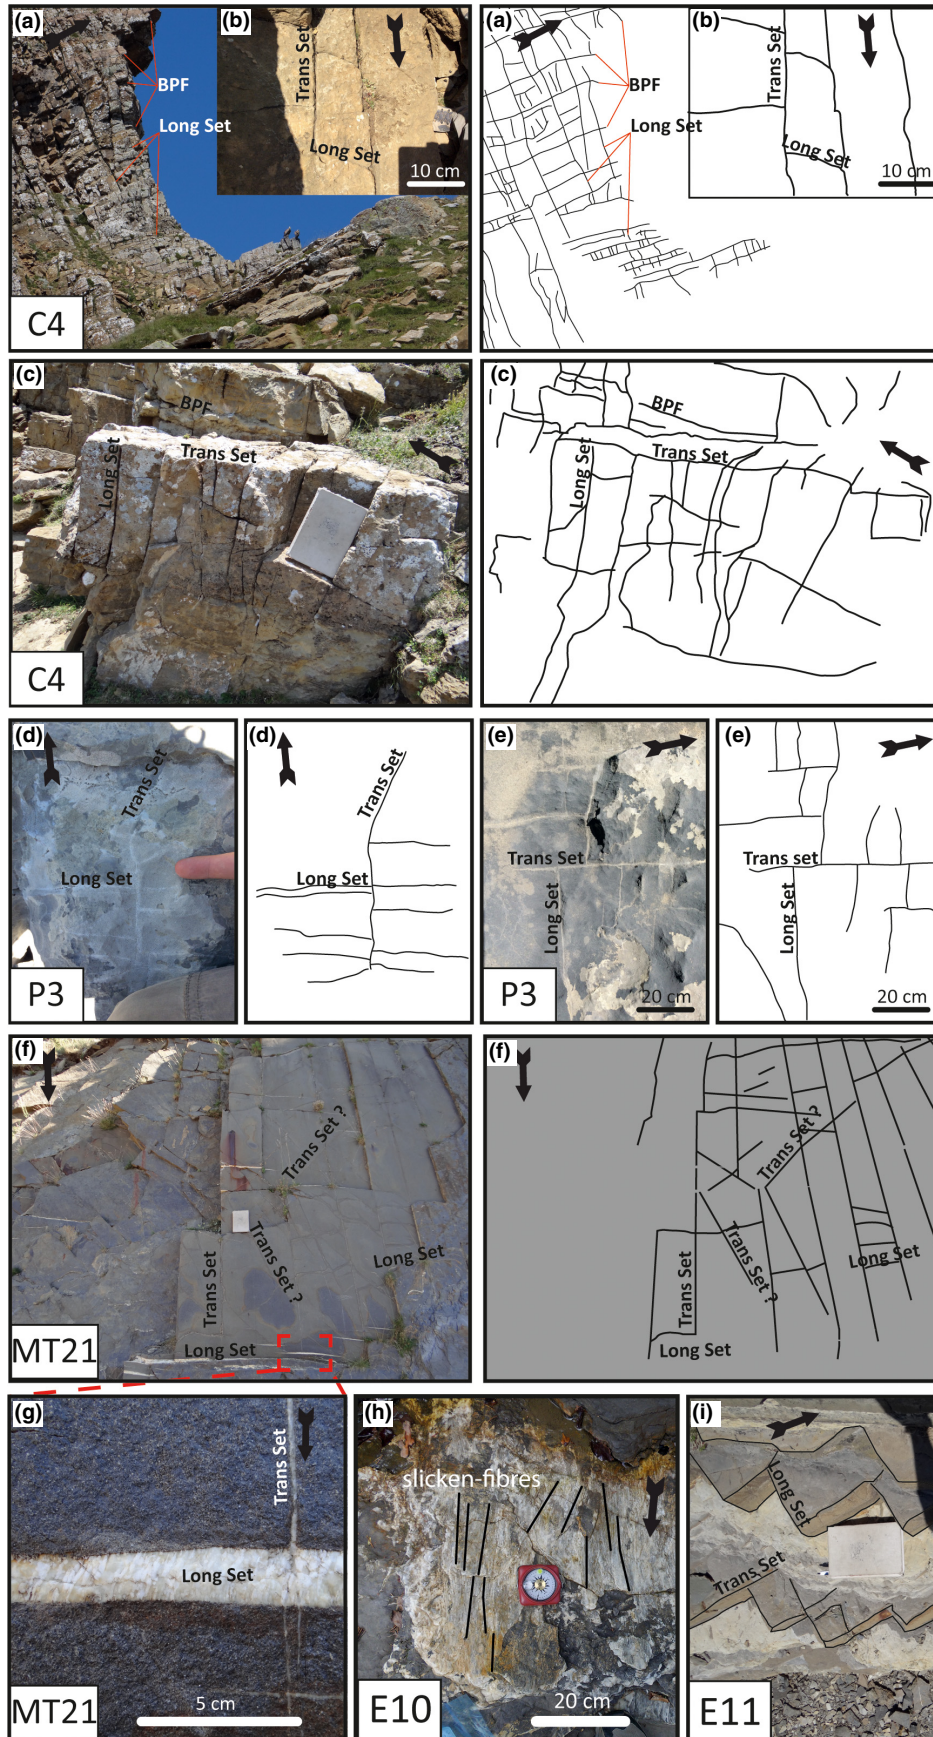 (a)
(b)
Trans Set
BPF
Long Set
Long Set
10 cm
C4
(a)
(b)
Trans Set
BPF
Long Set
Long Set
10 cm
(c)
BPF
Long Set
Trans Set
C4
(c)
BPF
Long Set
Trans Set
(d)
Trans Set
Long Set
P3
(d)
Trans Set
Long Set
(e)
Trans Set
Long Set
P3
20 cm
(e)
Trans set
Long Set
20 cm
(f)
Trans Set ?
Trans Set
Trans Set ?
Long Set
Long Set
MT21
(f)
Trans Set ?
Trans Set
Trans Set ?
Long Set
Long Set
(g)
Trans Set
Long Set
5 cm
MT21
(h)
slicken-fibres
E10
20 cm
(i)
Long Set
Trans Set
E11